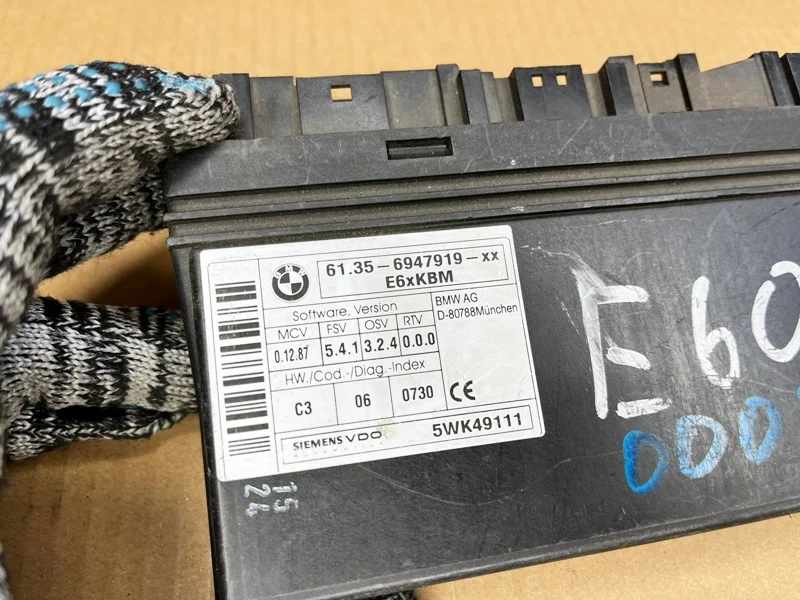 BMW
61.35-6947919-xx
E6xKBM
Software, Version
MCV FSV OSV RTV
0.12.87 5.4.1 3.2.4 0.0.0
BMW AG
D-80788München
HW./Cod.-/Diag.-Index
C3 06 0730
CE
SIEMENS VDO
5WK49111
E60
000
15
24